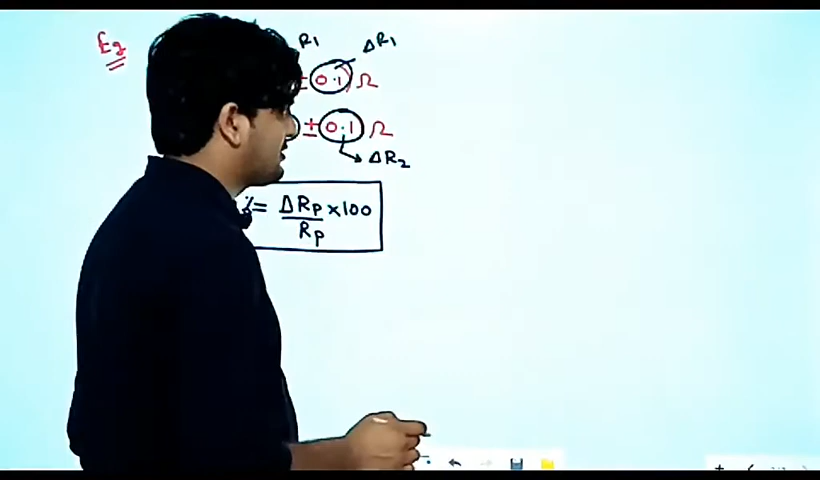 Eg
R1 ΔR1
± 0.1 Ω
± 0.1 Ω
ΔR2
%= ΔRp/Rp ×100